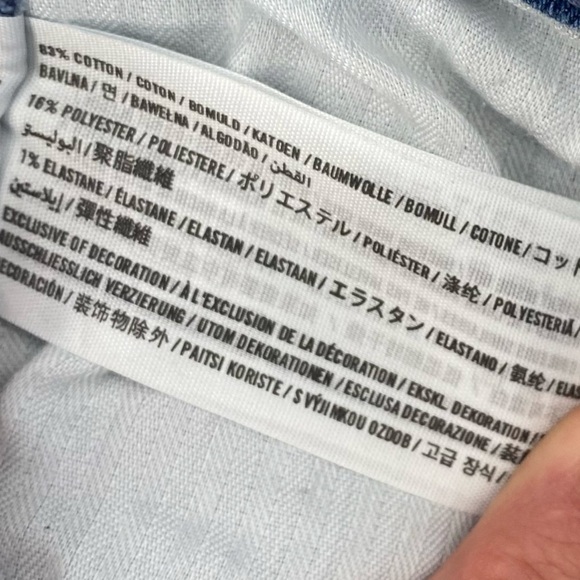 83% COTTON / COTON / BOMULD / KATOEN / BAUMWOLLE / BOMULL / COTONE / コット
BAVLNA / 면 / BAWEŁNA / ALGODÃO / القطن
16% POLYESTER / POLIESTERE / ポリエステル / POLIÉSTER / 涤纶 / POLYESTERIÄ /
البوليستر / 聚脂纖維
1% ELASTANE / ÉLASTANE / ELASTAN / ELASTAAN / エラスタン / ELASTANO / 氨纶 / ELAS
إيلاستين / 彈性纖維
EXCLUSIVE OF DECORATION / À L'EXCLUSION DE LA DÉCORATION / EKSKL. DEKORATION /
AUSSCHLIESSLICH VERZIERUNG / UTOM DEKORATIONEN / ESCLUSA DECORAZIONE / 装
ECORACIÓN / 装饰物除外 / PAITSI KORISTE / S VÝJIMKOU OZDOB / 고급 장식 /